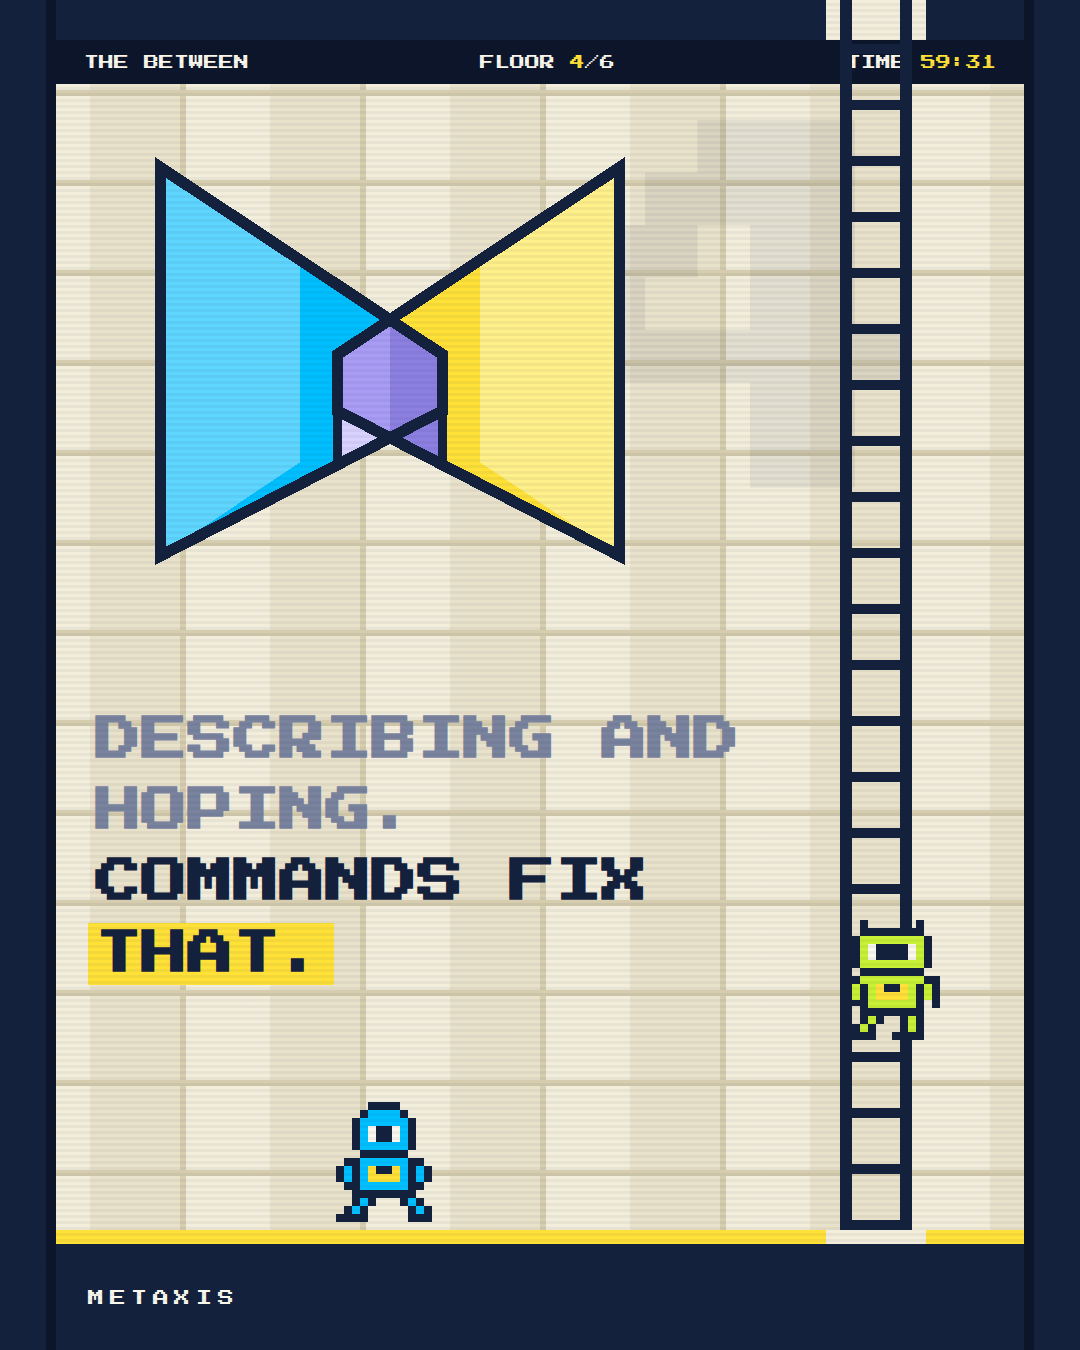 THE BETWEEN
FLOOR 4/6
TIME 59:31
DESCRIBING AND
HOPING.
COMMANDS FIX
THAT.
METAXIS